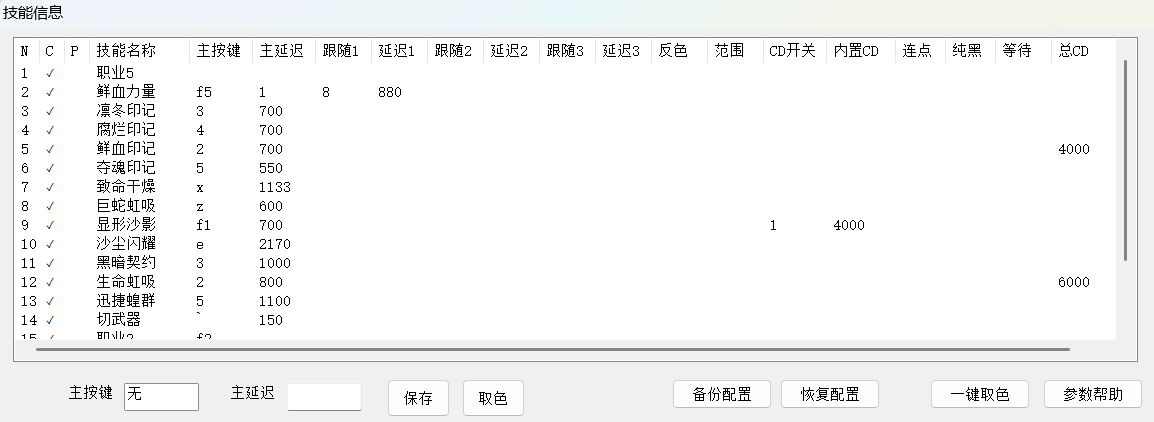 技能信息
N C P 技能名称 主按键 主延迟 跟随1 延迟1 跟随2 延迟2 跟随3 延迟3 反色 范围 CD开关 内置CD 连点 纯黑 等待 总CD
1 ✓ 职业5
2 ✓ 鲜血力量 f5 1 8 880
3 ✓ 凛冬印记 3 700
4 ✓ 腐烂印记 4 700
5 ✓ 鲜血印记 2 700 4000
6 ✓ 夺魂印记 5 550
7 ✓ 致命干燥 x 1133
8 ✓ 巨蛇虹吸 z 600
9 ✓ 显形沙影 f1 700 1 4000
10 ✓ 沙尘闪耀 e 2170
11 ✓ 黑暗契约 3 1000
12 ✓ 生命虹吸 2 800 6000
13 ✓ 迅捷蝗群 5 1100
14 ✓ 切武器 ` 150
15 ✓ 职业2 f2
主按键 无 主延迟 保存 取色 备份配置 恢复配置 一键取色 参数帮助